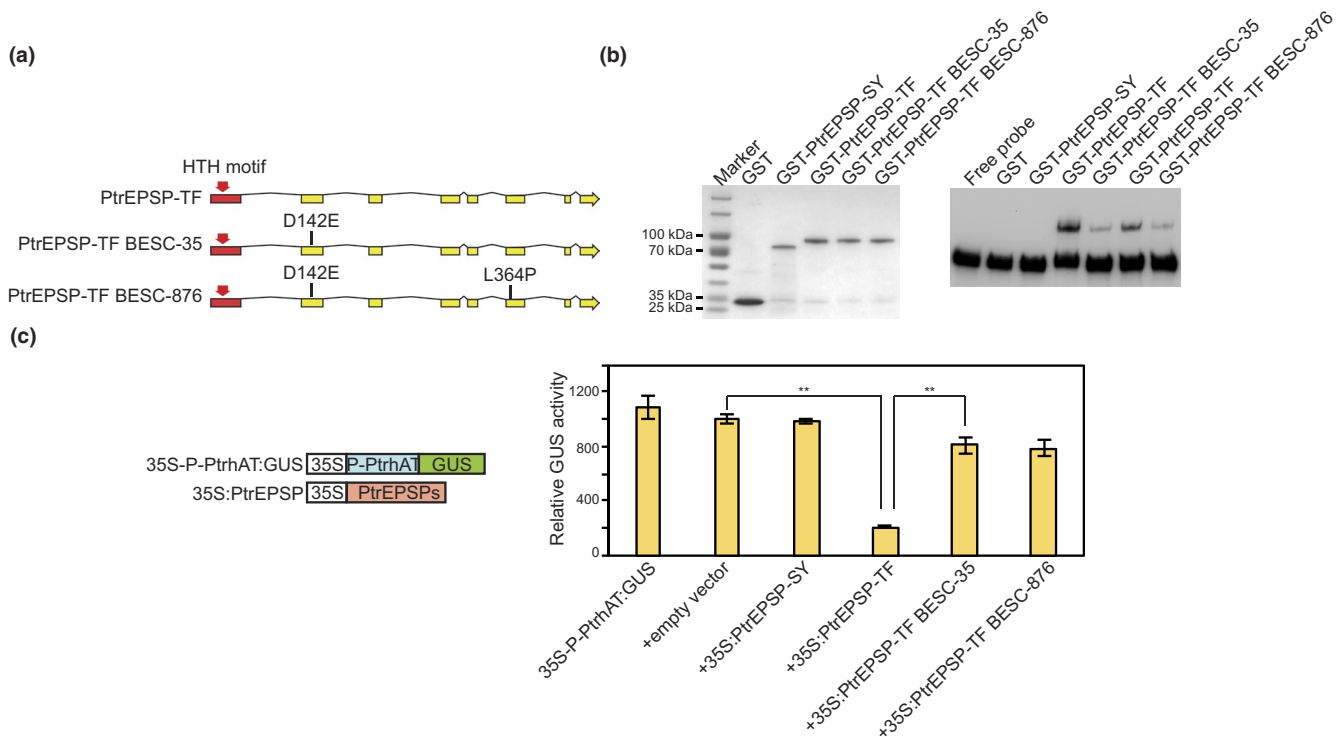 (a)
HTH motif
PtrEPSP-TF
D142E
PtrEPSP-TF BESC-35
D142E
L364P
PtrEPSP-TF BESC-876
(b)
Marker
GST
GST-PtrEPSP-SY
GST-PtrEPSP-TF
GST-PtrEPSP-TF BESC-35
GST-PtrEPSP-TF BESC-876
100 kDa
70 kDa
35 kDa
25 kDa
Free probe
GST
GST-PtrEPSP-SY
GST-PtrEPSP-TF
GST-PtrEPSP-TF BESC-35
GST-PtrEPSP-TF
GST-PtrEPSP-TF BESC-876
(c)
35S-P-PtrhAT:GUS 35S P-PtrhAT GUS
35S:PtrEPSP 35S PtrEPSPs
Relative GUS activity
1200
800
400
0
**
**
35S-P-PtrhAT:GUS
+empty vector
+35S:PtrEPSP-SY
+35S:PtrEPSP-TF
+35S:PtrEPSP-TF BESC-35
+35S:PtrEPSP-TF BESC-876